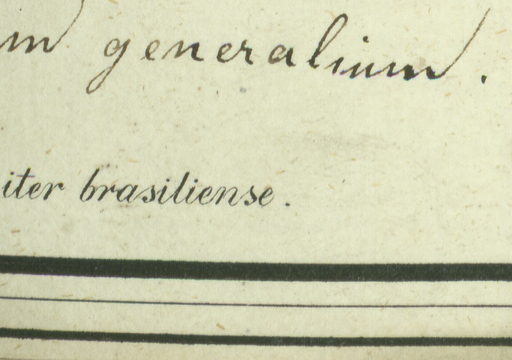 m generalium.
iter brasiliense.